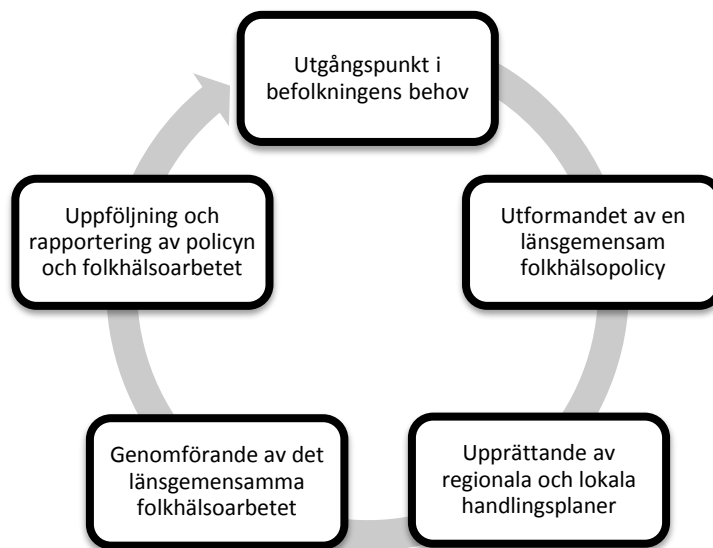 Utgångspunkt i
befolkningens behov
Utformandet av en
länsgemensam
folkhälsopolicy
Upprättande av
regionala och lokala
handlingsplaner
Genomförande av det
länsgemensamma
folkhälsoarbetet
Uppföljning och
rapportering av policyn
och folkhälsoarbetet